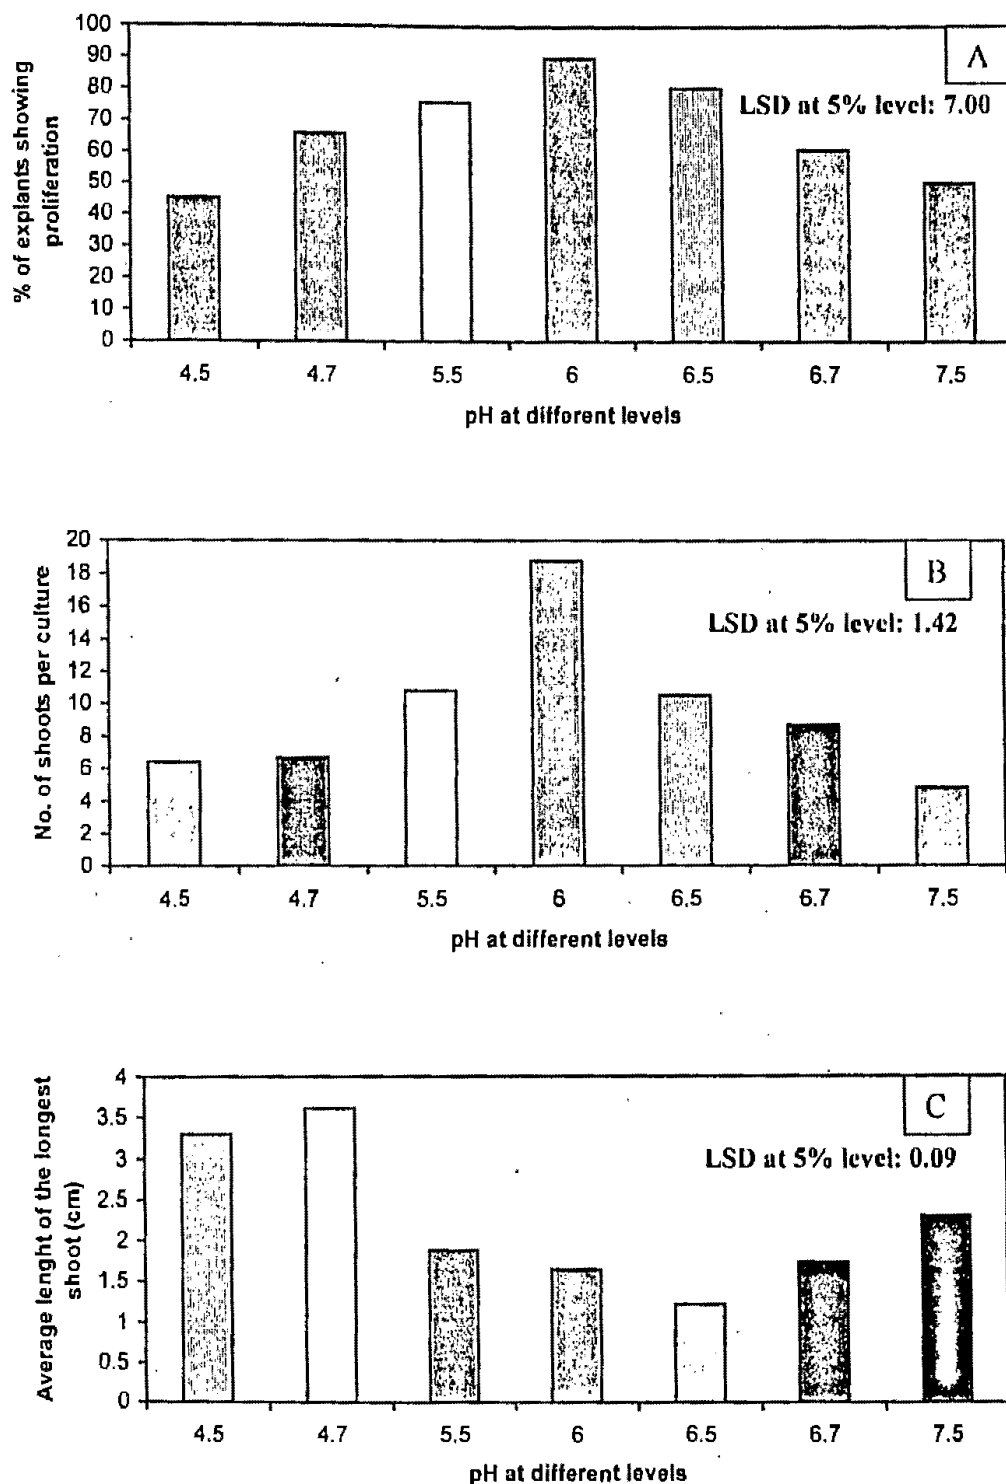 A
LSD at 5% level: 7.00
% of explants showing
proliferation
100
90
80
70
60
50
40
30
20
10
0
4.5 4.7 5.5 6 6.5 6.7 7.5
pH at different levels
B
LSD at 5% level: 1.42
No. of shoots per culture
20
18
16
14
12
10
8
6
4
2
0
4.5 4.7 5.5 6 6.5 6.7 7.5
pH at different levels
C
LSD at 5% level: 0.09
Average lenght of the longest
shoot (cm)
4
3.5
3
2.5
2
1.5
1
0.5
0
4.5 4.7 5.5 6 6.5 6.7 7.5
pH at different levels